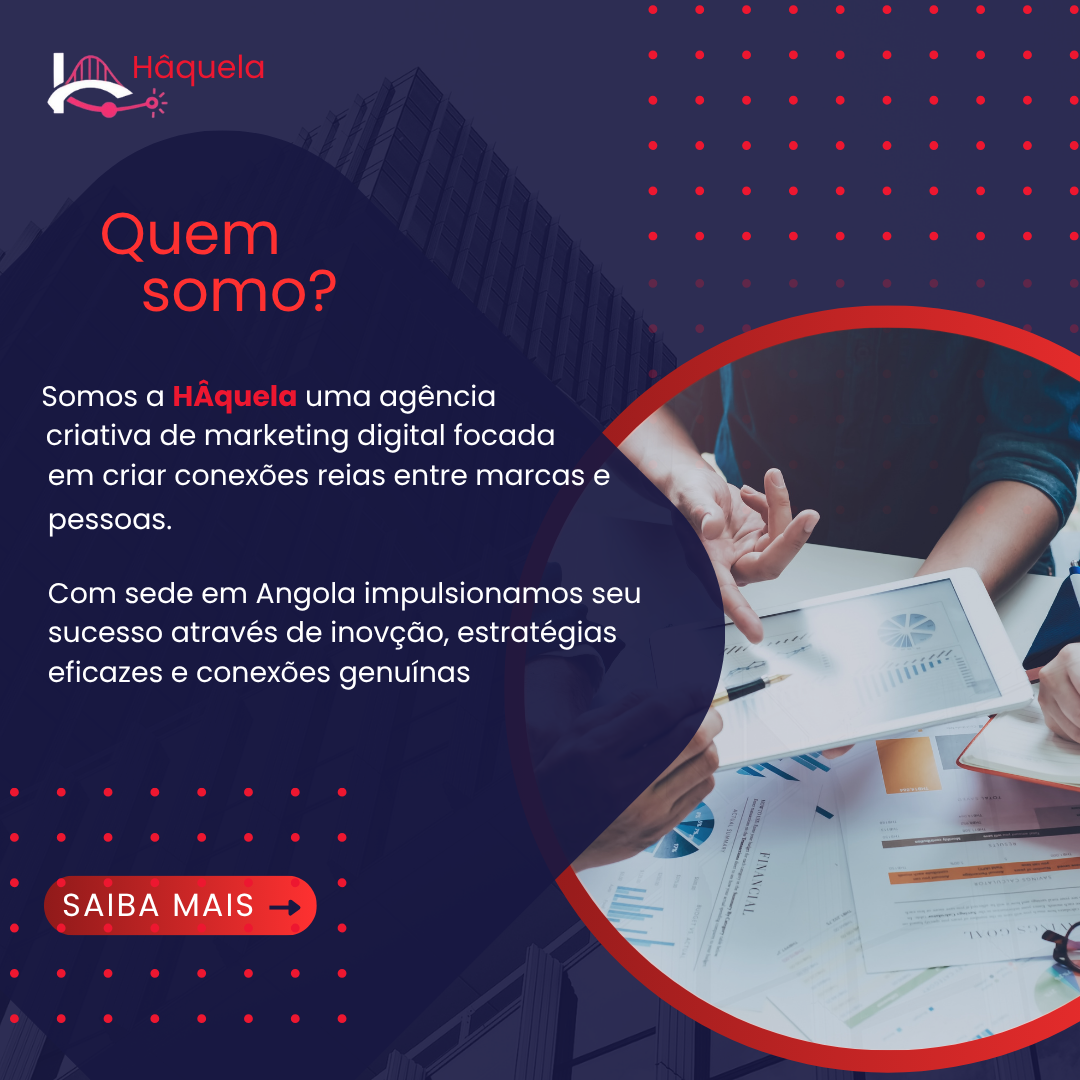 Hâquela
Quem
somo?
Somos a HÂquela uma agência
criativa de marketing digital focada
em criar conexões reias entre marcas e
pessoas.
Com sede em Angola impulsionamos seu
sucesso através de inovção, estratégias
eficazes e conexões genuínas
SAIBA MAIS
FINANCIAL